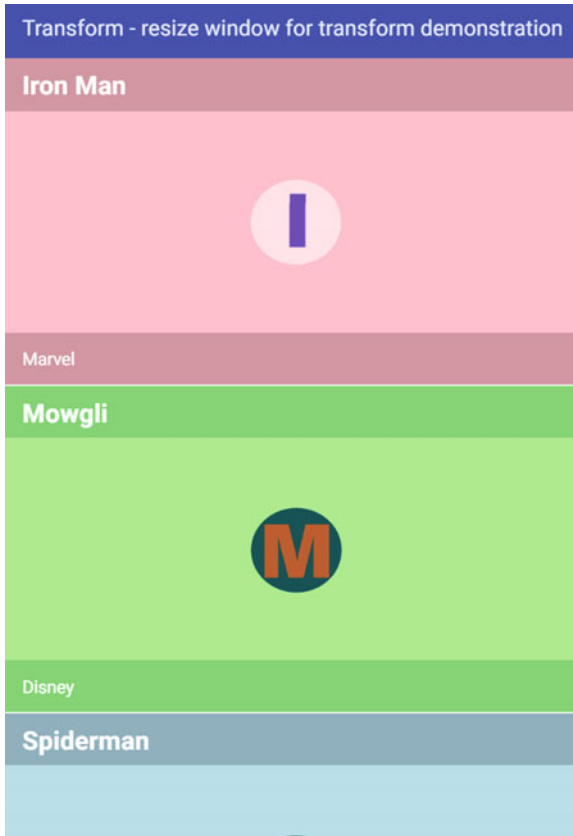 Transform - resize window for transform demonstration
Iron Man
I
Marvel
Mowgli
M
Disney
Spiderman